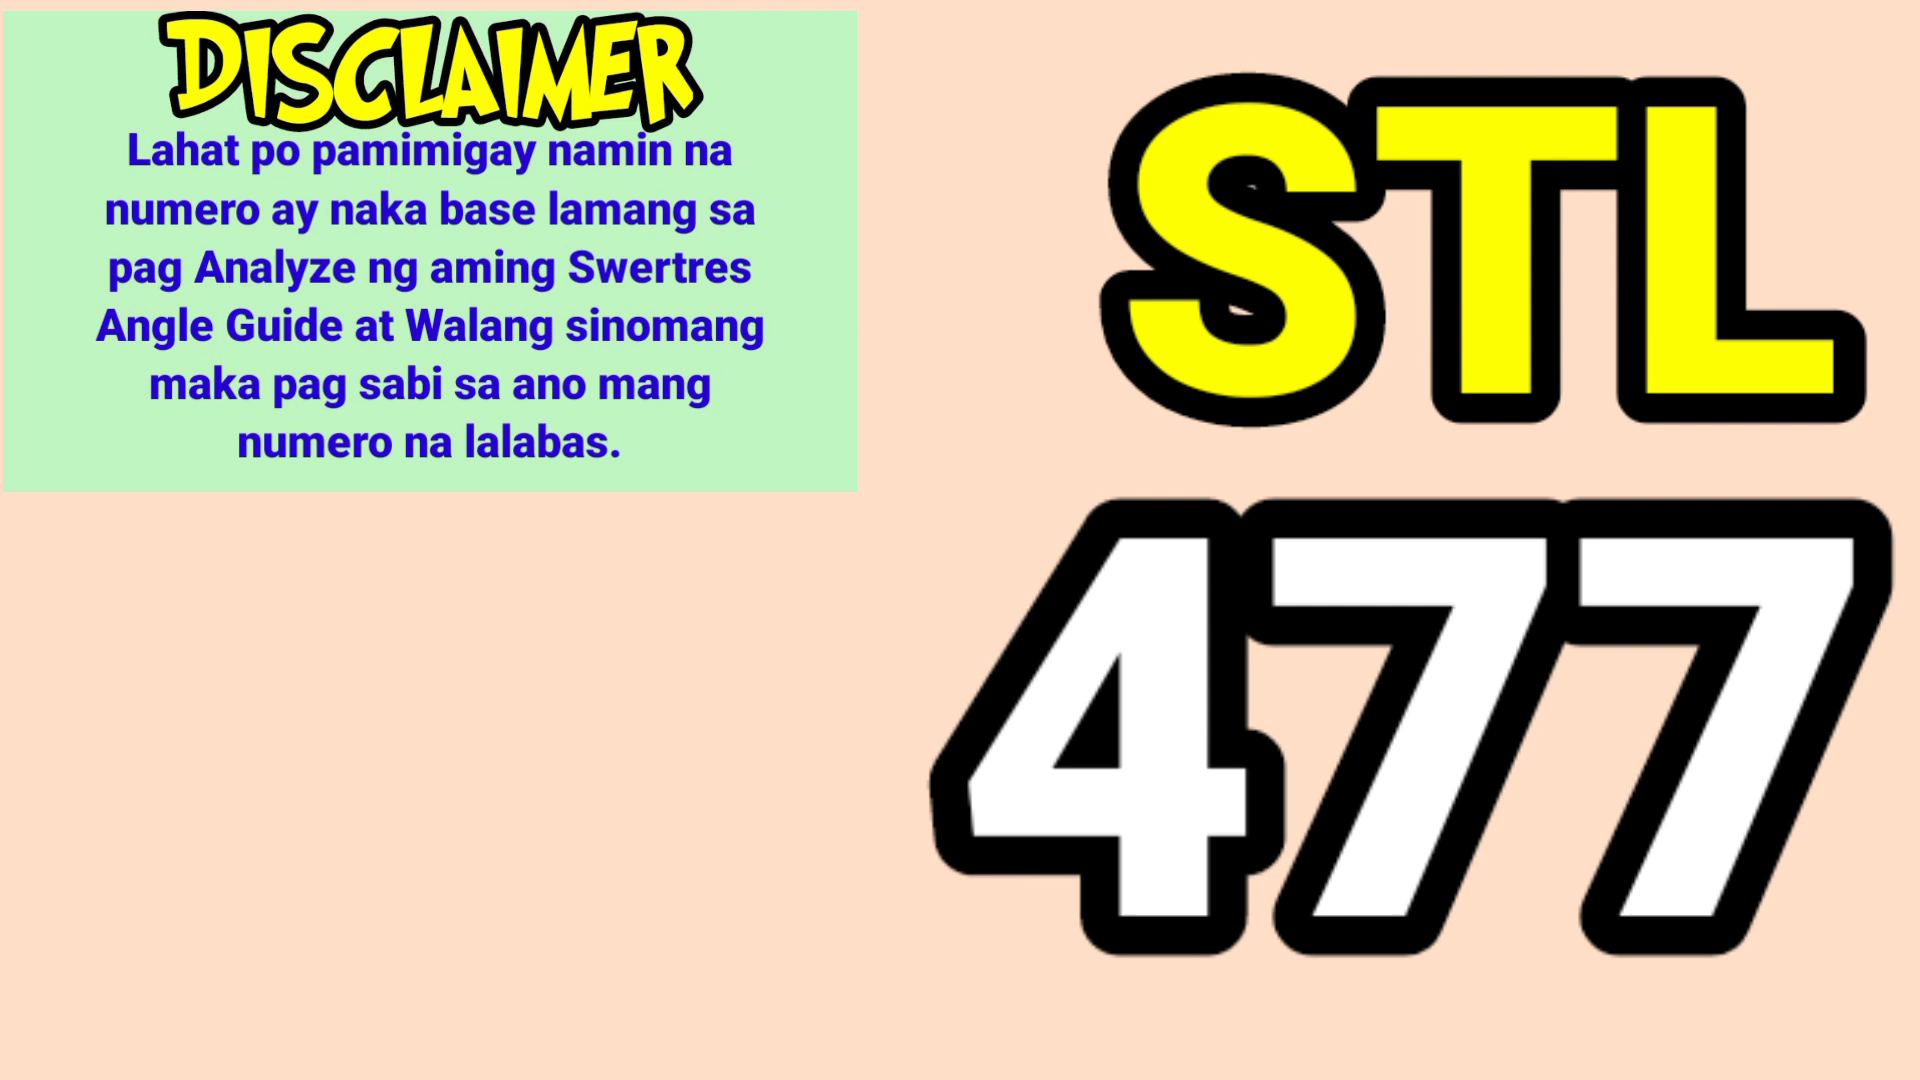 DISCLAIMER
Lahat po pamimigay namin na
numero ay naka base lamang sa
pag Analyze ng aming Swertres
Angle Guide at Walang sinomang
maka pag sabi sa ano mang
numero na lalabas.
STL
477